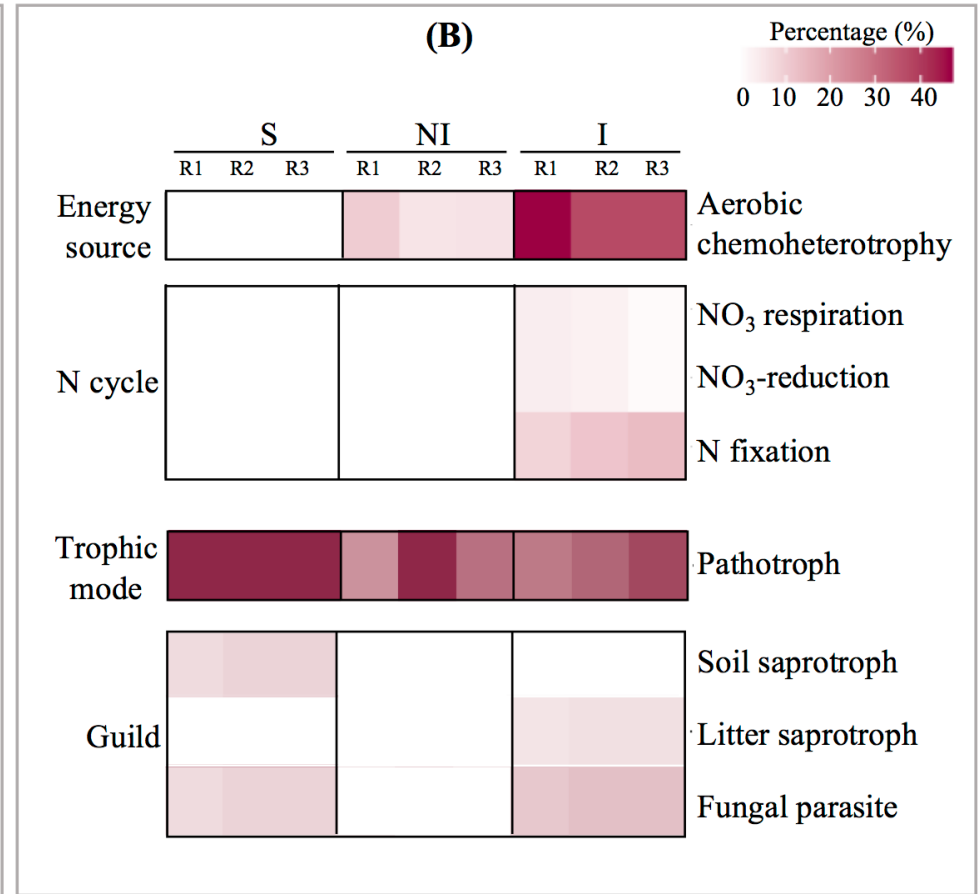 (B)
Percentage (%)
0 10 20 30 40
S NI I
R1 R2 R3 R1 R2 R3 R1 R2 R3
Energy
source
Aerobic
chemoheterotrophy
N cycle
NO₃ respiration
NO₃-reduction
N fixation
Trophic
mode
Pathotroph
Guild
Soil saprotroph
Litter saprotroph
Fungal parasite